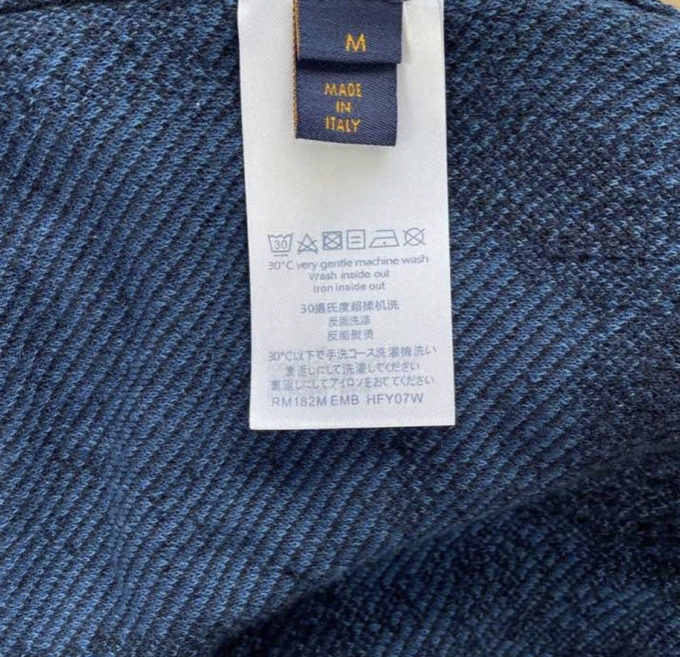 M
MADE
IN
ITALY
30
30°C very gentle machine wash
Wash inside out
Iron inside out
30攝氏度超揉机洗
反面洗漆
反面熨烫
30°C以下で手洗コース洗濯機洗い
裏返しにして洗濯してください
裏返しにしてアイロンをおててください
RM182M EMB HFY07W